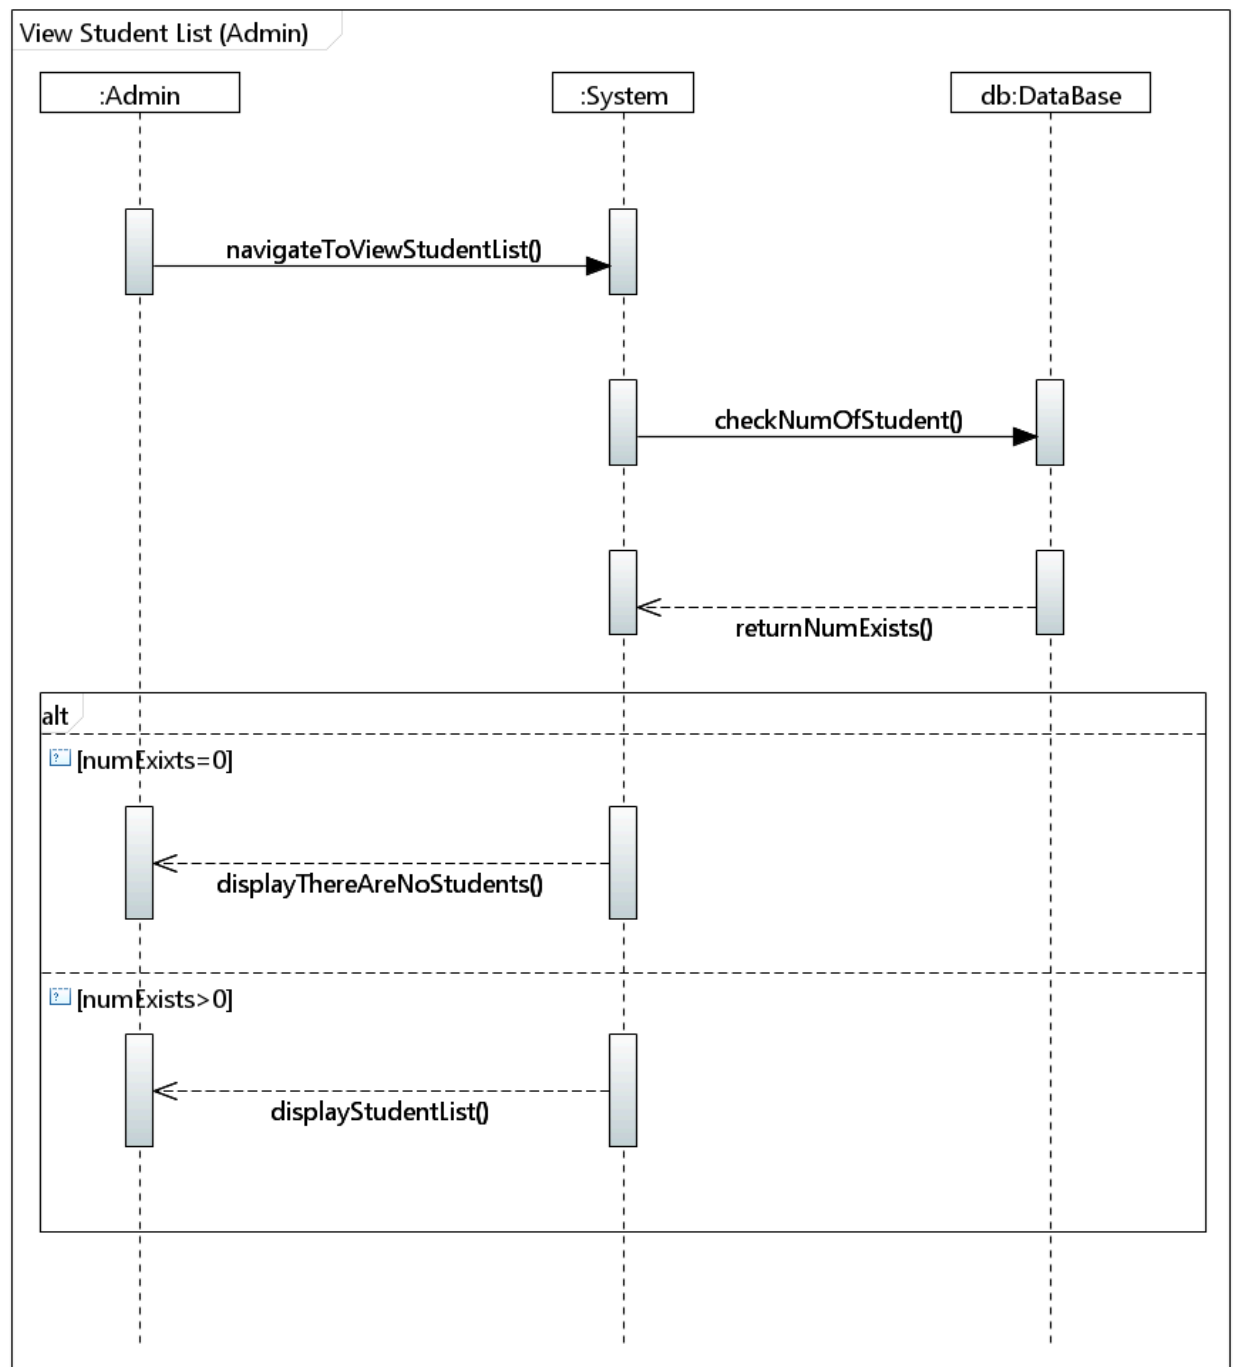 View Student List (Admin)
:Admin
:System
db:DataBase
navigateToViewStudentList()
checkNumOfStudent()
returnNumExists()
alt
[numExixts=0]
displayThereAreNoStudents()
[numExists>0]
displayStudentList()